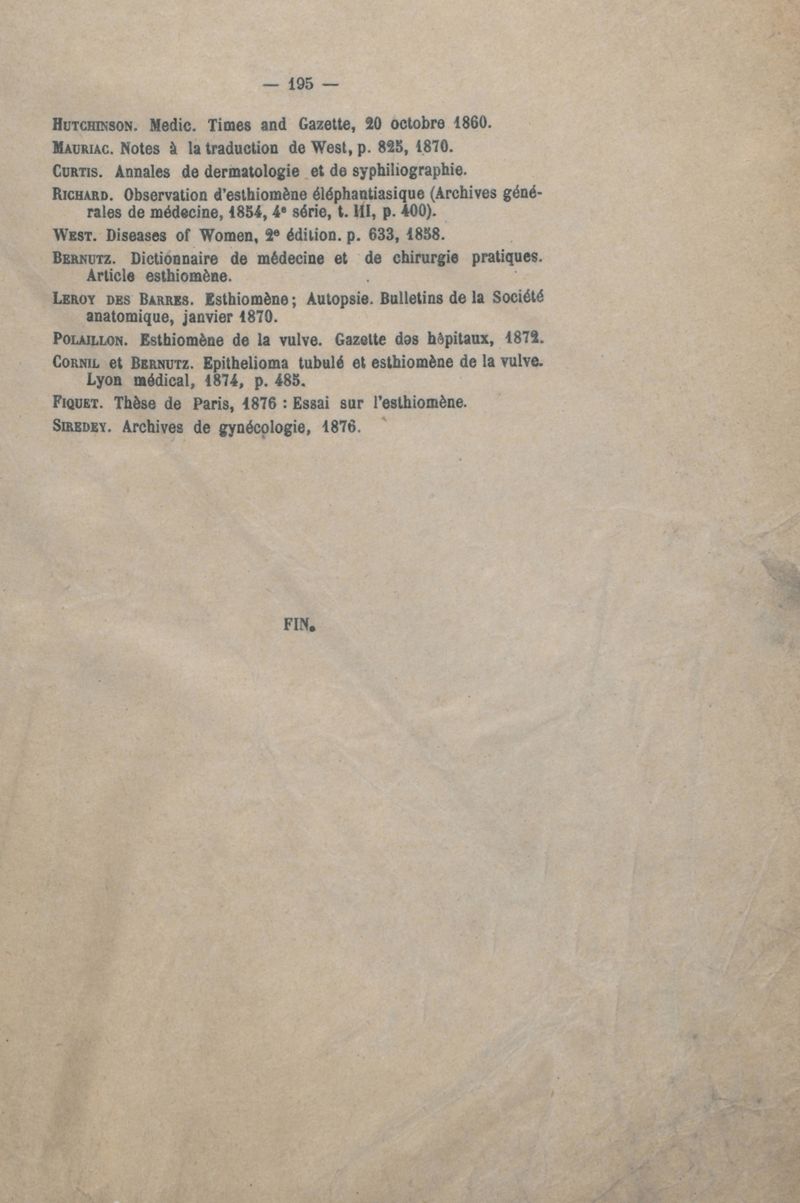 — 195 —
HUTCHINSON. Medic. Times and Gazette, 20 octobre 1860.
MAURIAC. Notes à la traduction de West, p. 825, 1870.
CURTIS. Annales de dermatologie et de syphiliographie.
RICHARD. Observation d'esthiomène éléphantiasique (Archives géné-
rales de médecine, 1854, 4e série, t. III, p. 400).
WEST. Diseases of Women, 2e édition. p. 633, 1858.
BERNUTZ. Dictionnaire de médecine et de chirurgie pratiques.
Article esthiomène.
LEROY DES BARRES. Esthiomène; Autopsie. Bulletins de la Société
anatomique, janvier 1870.
POLAILLON. Esthiomène de la vulve. Gazette des hôpitaux, 1872.
CORNIL et BERNUTZ. Epithelioma tubulé et esthiomène de la vulve.
Lyon médical, 1874, p. 485.
FIQUET. Thèse de Paris, 1876 : Essai sur l'esthiomène.
SIREDEY. Archives de gynécologie, 1876.
FIN.